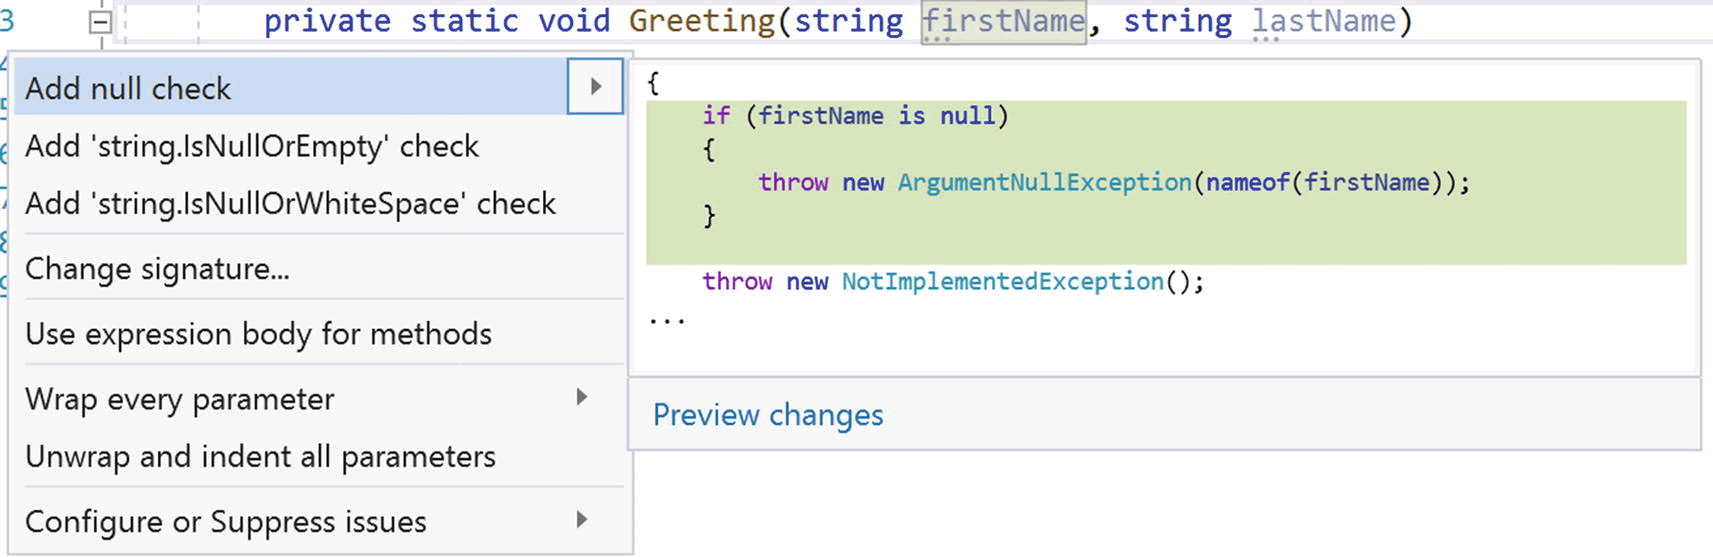 3 private static void Greeting(string firstName, string lastName)
Add null check
Add 'string.IsNullOrEmpty' check
Add 'string.IsNullOrWhiteSpace' check
Change signature...
Use expression body for methods
Wrap every parameter
Unwrap and indent all parameters
Configure or Suppress issues
{
if (firstName is null)
{
throw new ArgumentNullException(nameof(firstName));
}
throw new NotImplementedException();
...
Preview changes